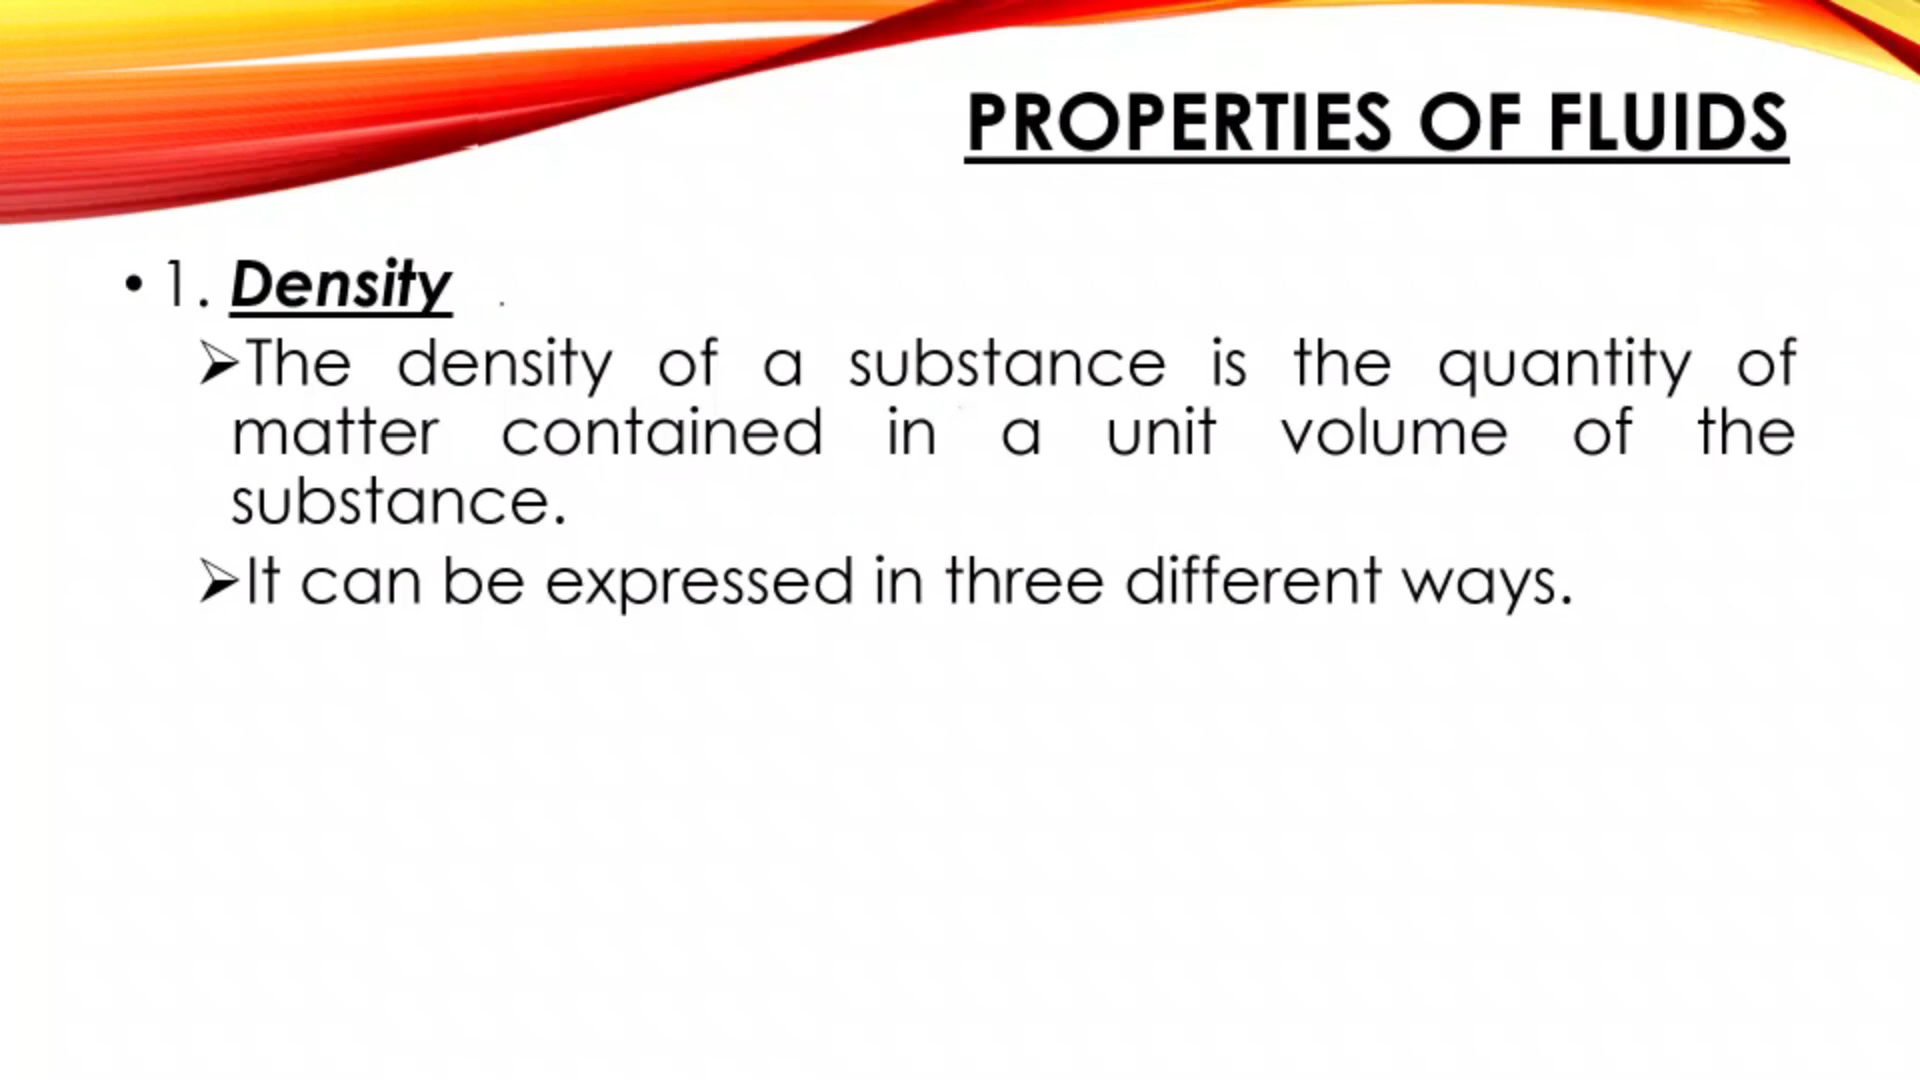 PROPERTIES OF FLUIDS
• 1. Density
➢The density of a substance is the quantity of
matter contained in a unit volume of the
substance.
➢It can be expressed in three different ways.